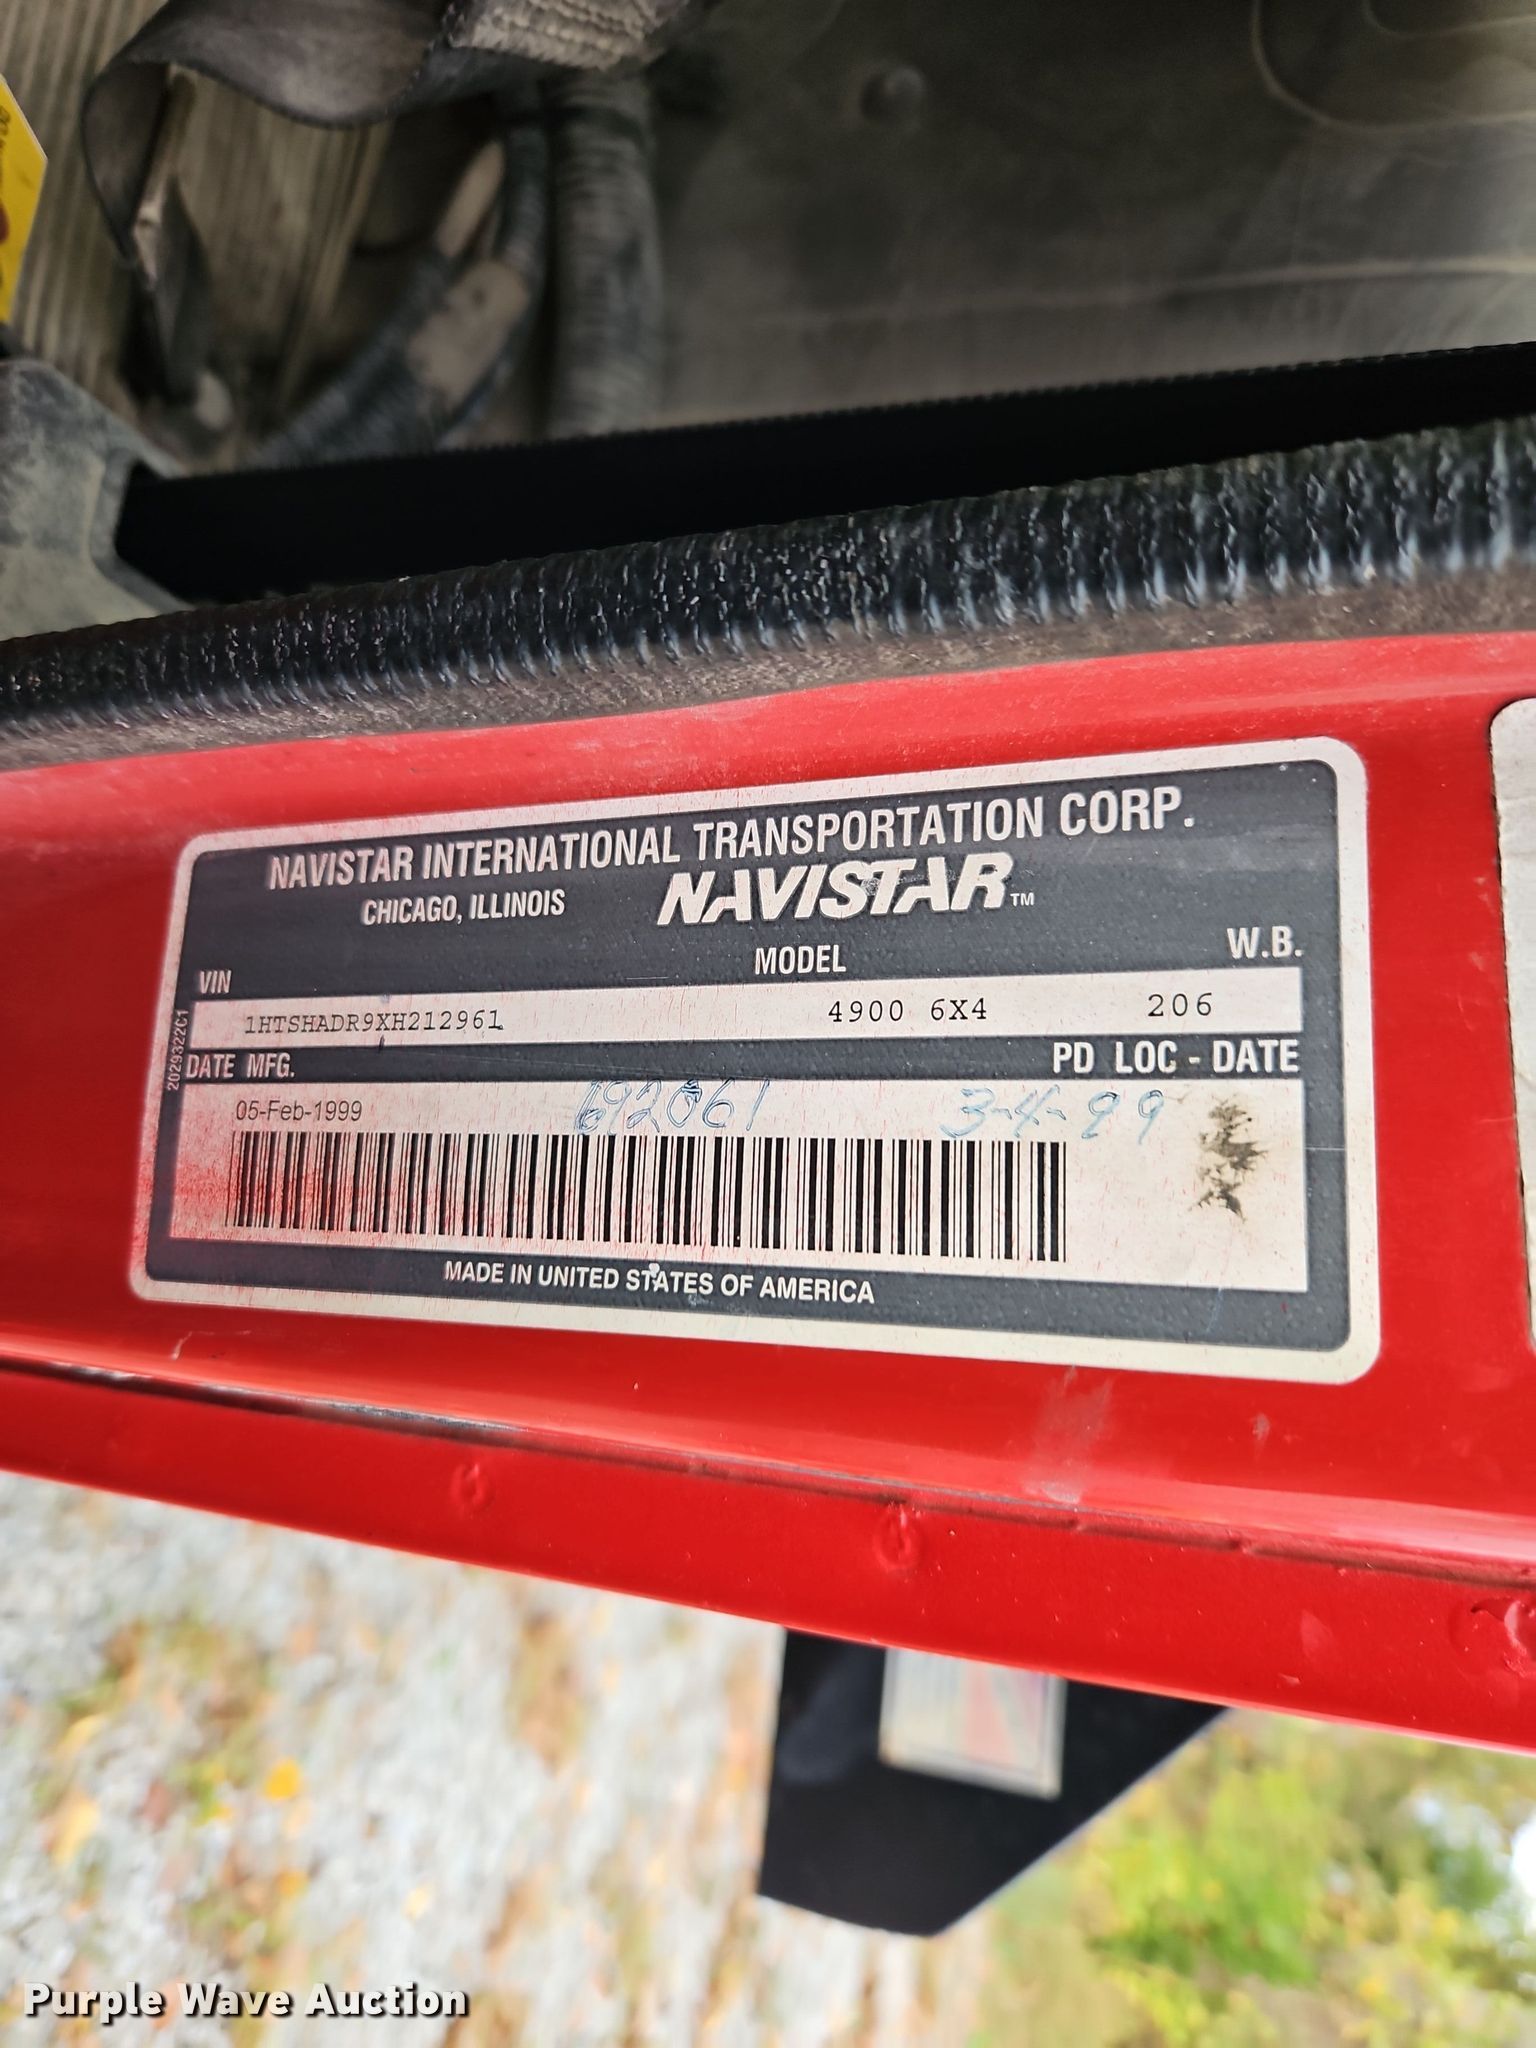 NAVISTAR INTERNATIONAL TRANSPORTATION CORP.
CHICAGO, ILLINOIS NAVISTAR™
VIN MODEL W.B.
1HTSHADR9XH212961 4900 6X4 206
2029322C1
DATE MFG. PD LOC - DATE
05-Feb-1999 692061 3-4-99
MADE IN UNITED STATES OF AMERICA
Purple Wave Auction